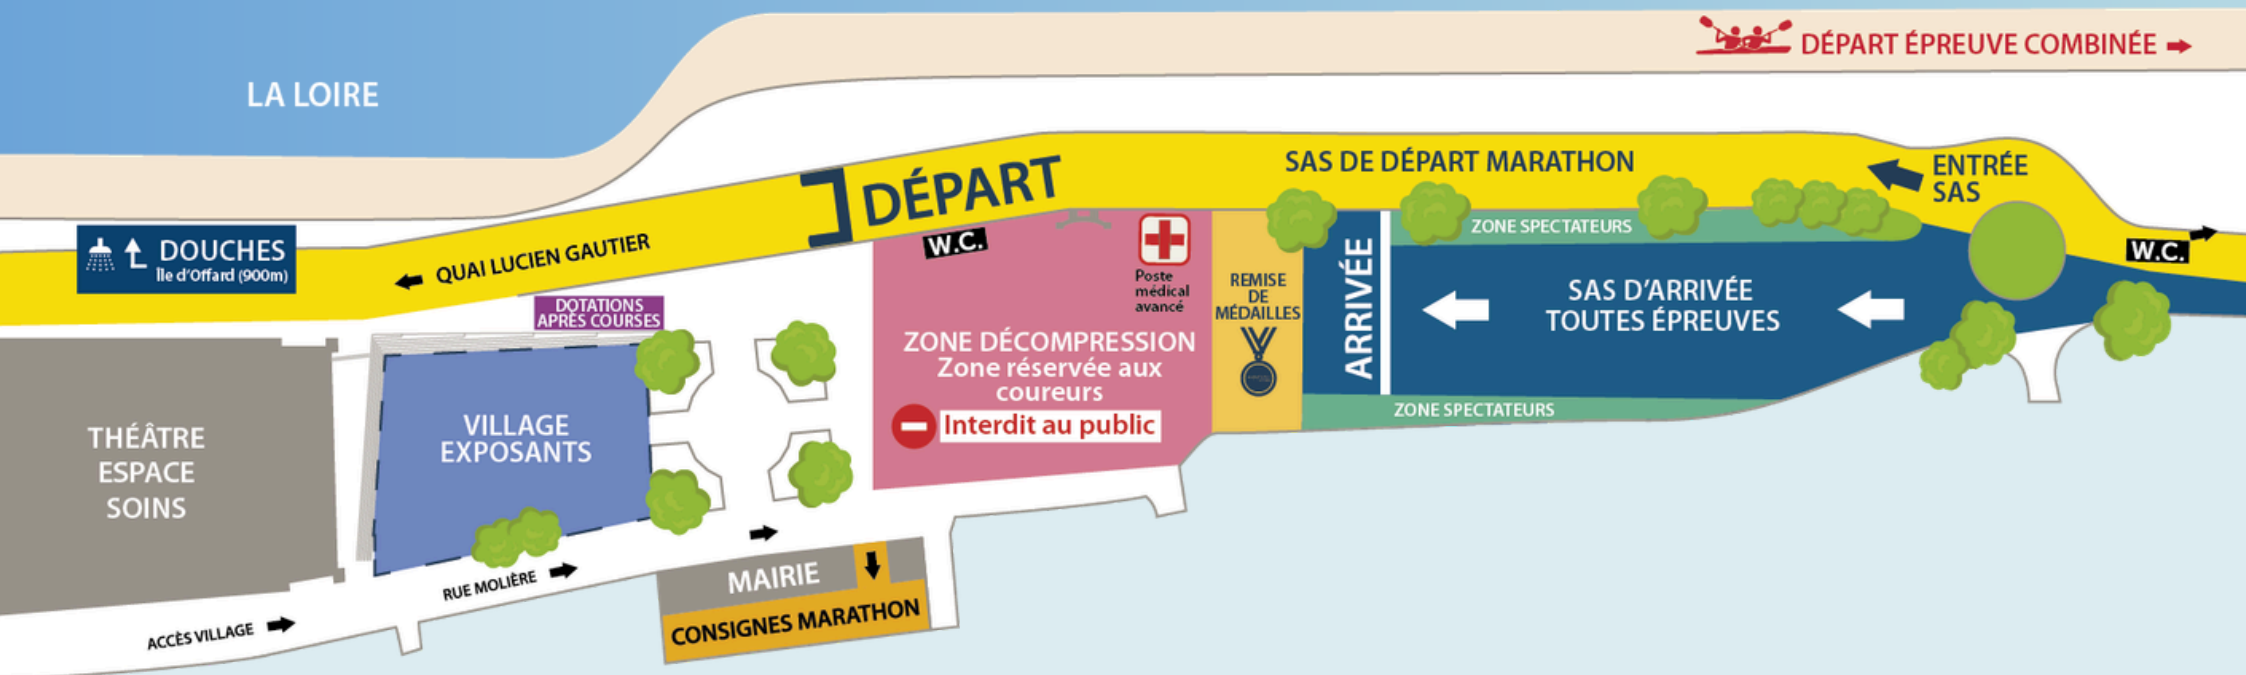 LA LOIRE
DÉPART ÉPREUVE COMBINÉE
SAS DE DÉPART MARATHON
ENTRÉE
SAS
DÉPART
QUAI LUCIEN GAUTIER
DOUCHES
Île d'Offard (900m)
W.C.
W.C.
Poste
médical
avancé
REMISE
DE
MÉDAILLES
ARRIVÉE
ZONE SPECTATEURS
SAS D'ARRIVÉE
TOUTES ÉPREUVES
ZONE SPECTATEURS
DOTATIONS
APRÈS COURSES
ZONE DÉCOMPRESSION
Zone réservée aux
coureurs
Interdit au public
THÉÂTRE
ESPACE
SOINS
VILLAGE
EXPOSANTS
RUE MOLIÈRE
ACCÈS VILLAGE
MAIRIE
CONSIGNES MARATHON